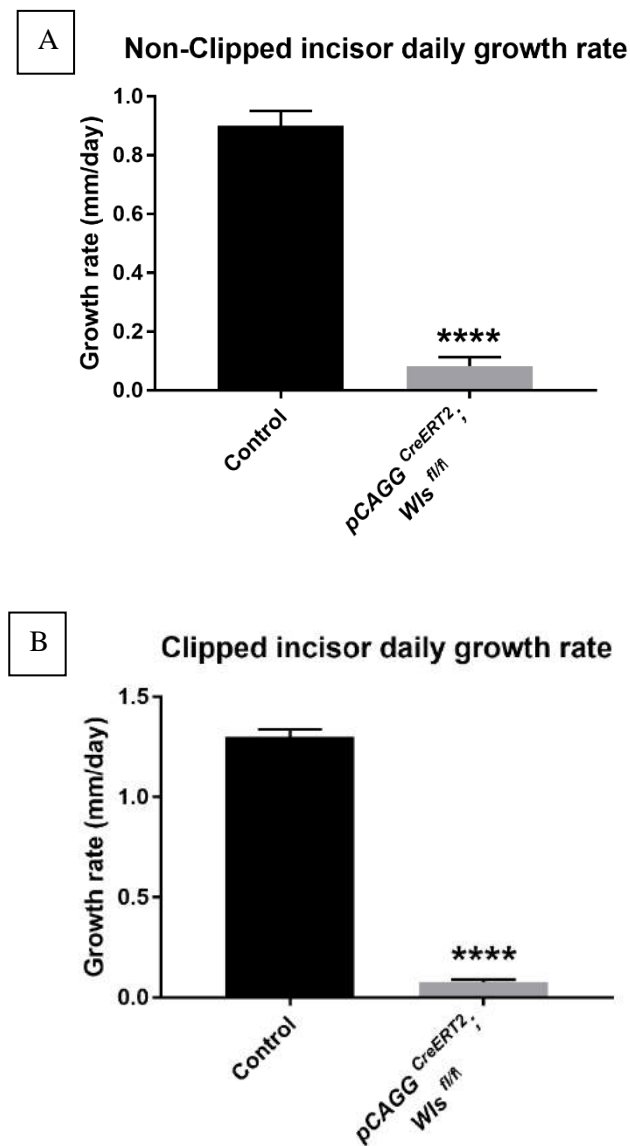 A
Non-Clipped incisor daily growth rate
Growth rate (mm/day)
1.0
0.8
0.6
0.4
0.2
0.0
****
Control
pCAGG CreERT2;
Wls fl/fl
B
Clipped incisor daily growth rate
Growth rate (mm/day)
1.5
1.0
0.5
0.0
****
Control
pCAGG CreERT2;
Wls fl/fl